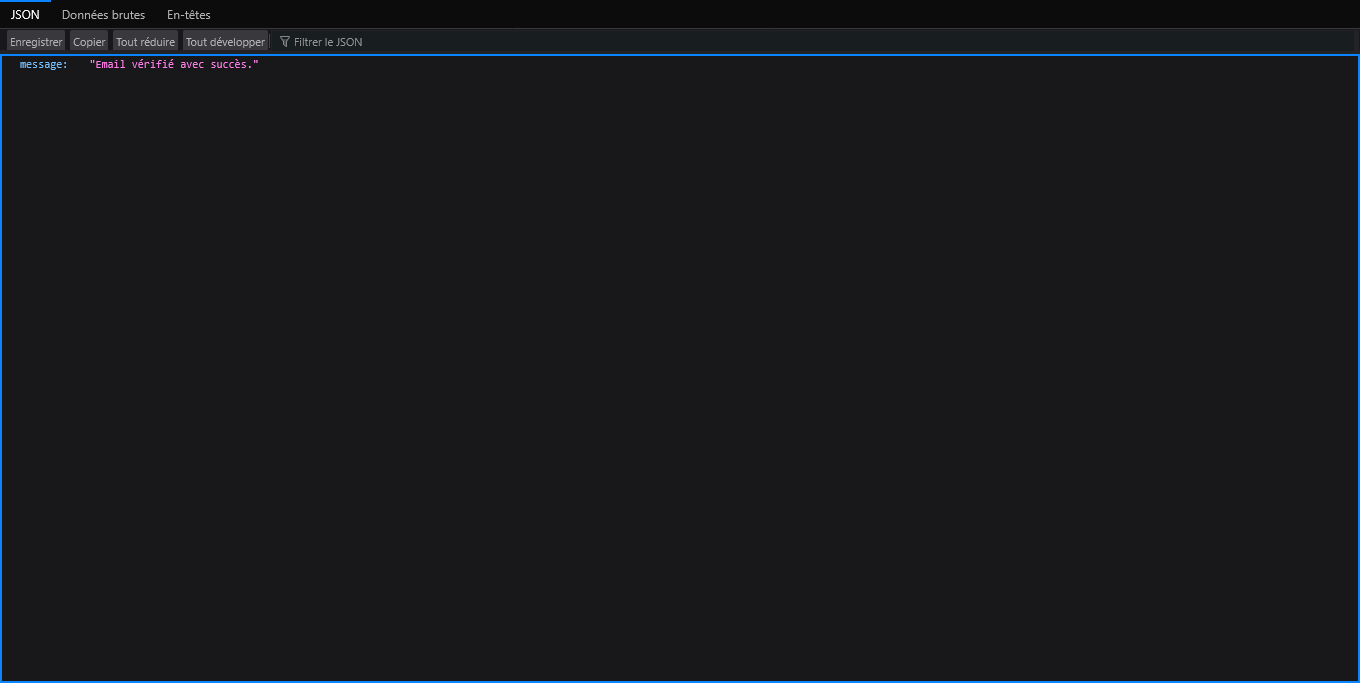 JSON Données brutes En-têtes
Enregistrer Copier Tout réduire Tout développer Filtrer le JSON
message: "Email vérifié avec succès."